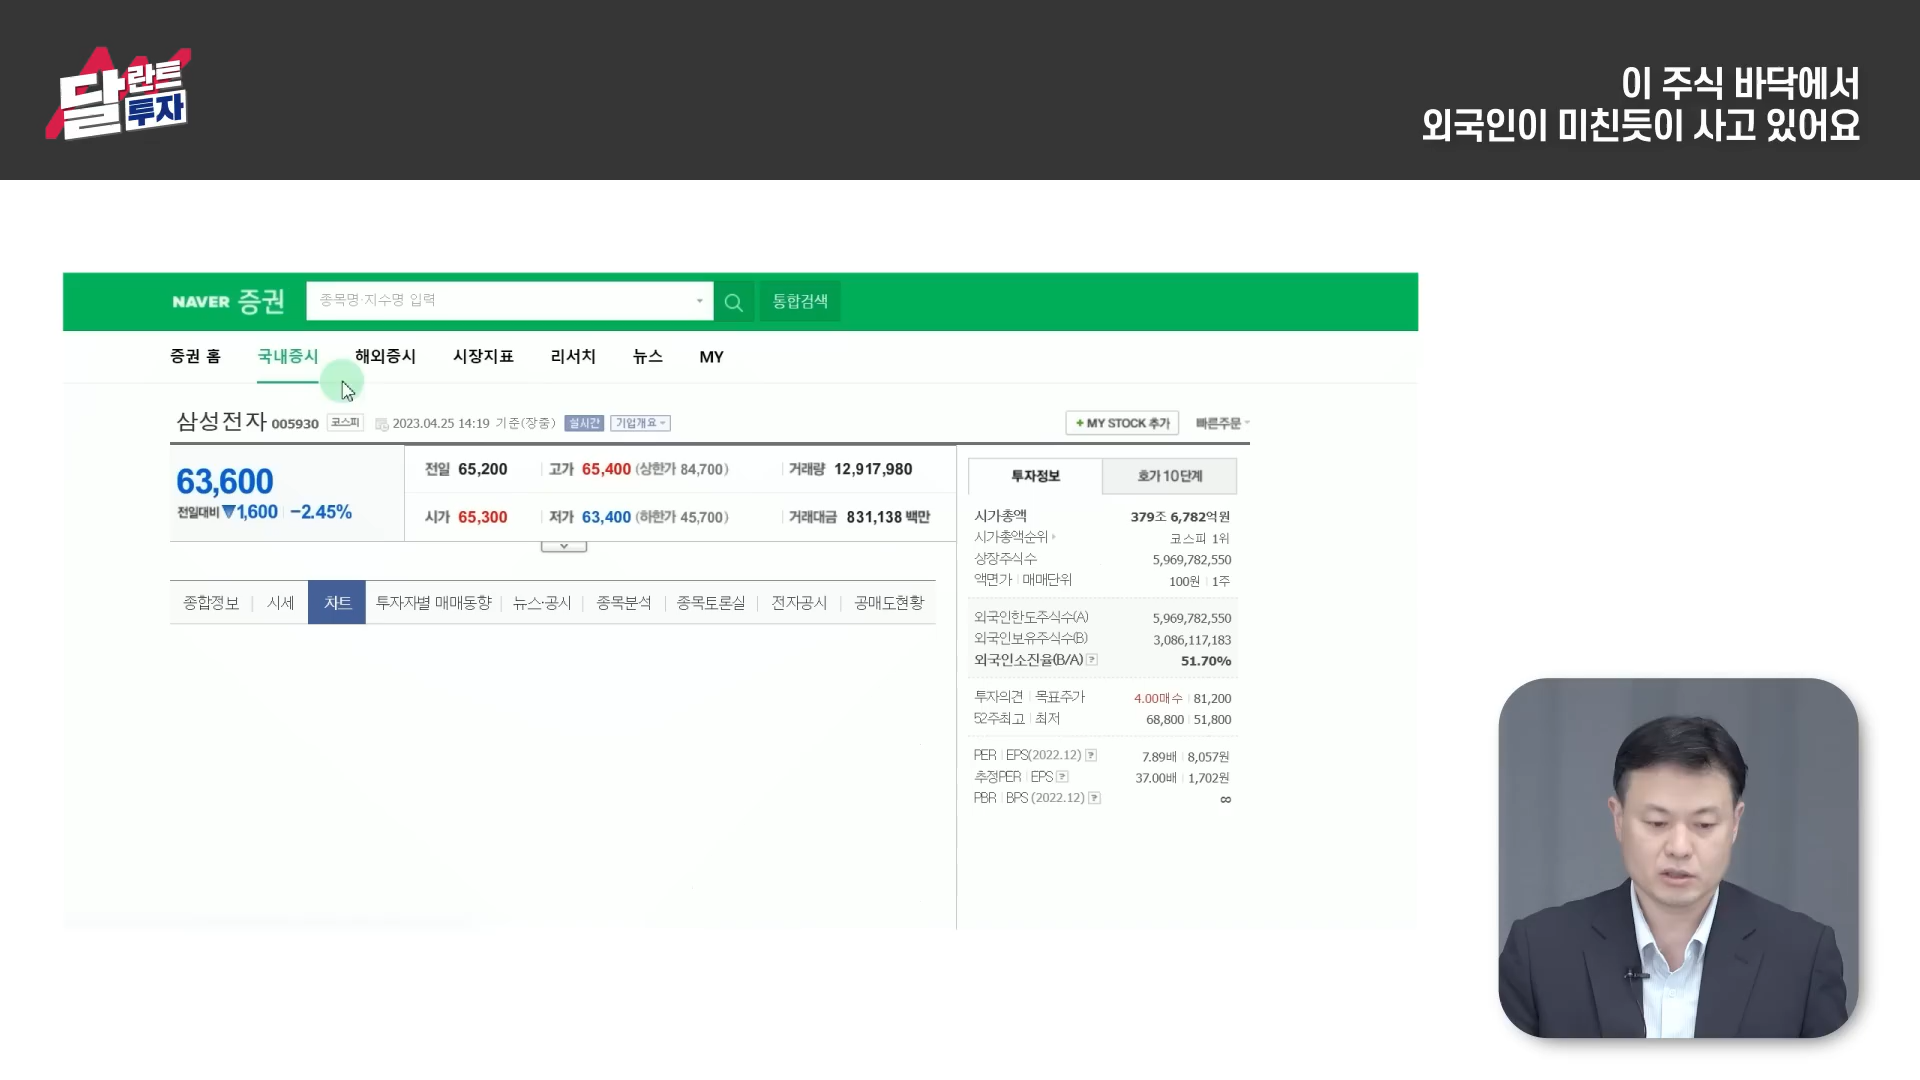 달란트
투자
이 주식 바닥에서
외국인이 미친듯이 사고 있어요
NAVER 증권 종목명·지수명 입력 통합검색
증권 홈 국내증시 해외증시 시장지표 리서치 뉴스 MY
삼성전자 005930 코스피 2023.04.25 14:19 기준(장중) 실시간 기업개요 + MY STOCK 추가 빠른주문
63,600
전일대비 ▼1,600 -2.45%
전일 65,200 고가 65,400 (상한가 84,700) 거래량 12,917,980
시가 65,300 저가 63,400 (하한가 45,700) 거래대금 831,138 백만
종합정보 시세 차트 투자자별 매매동향 뉴스·공시 종목분석 종목토론실 전자공시 공매도현황
투자정보 호가 10단계
시가총액 379조 6,782억원
시가총액순위 코스피 1위
상장주식수 5,969,782,550
액면가 매매단위 100원 1주
외국인한도주식수(A) 5,969,782,550
외국인보유주식수(B) 3,086,117,183
외국인소진율(B/A) ? 51.70%
투자의견 목표주가 4.00매수 81,200
52주최고 최저 68,800 51,800
PER EPS(2022.12) ? 7.89배 8,057원
추정PER EPS ? 37.00배 1,702원
PBR BPS (2022.12) ? ∞